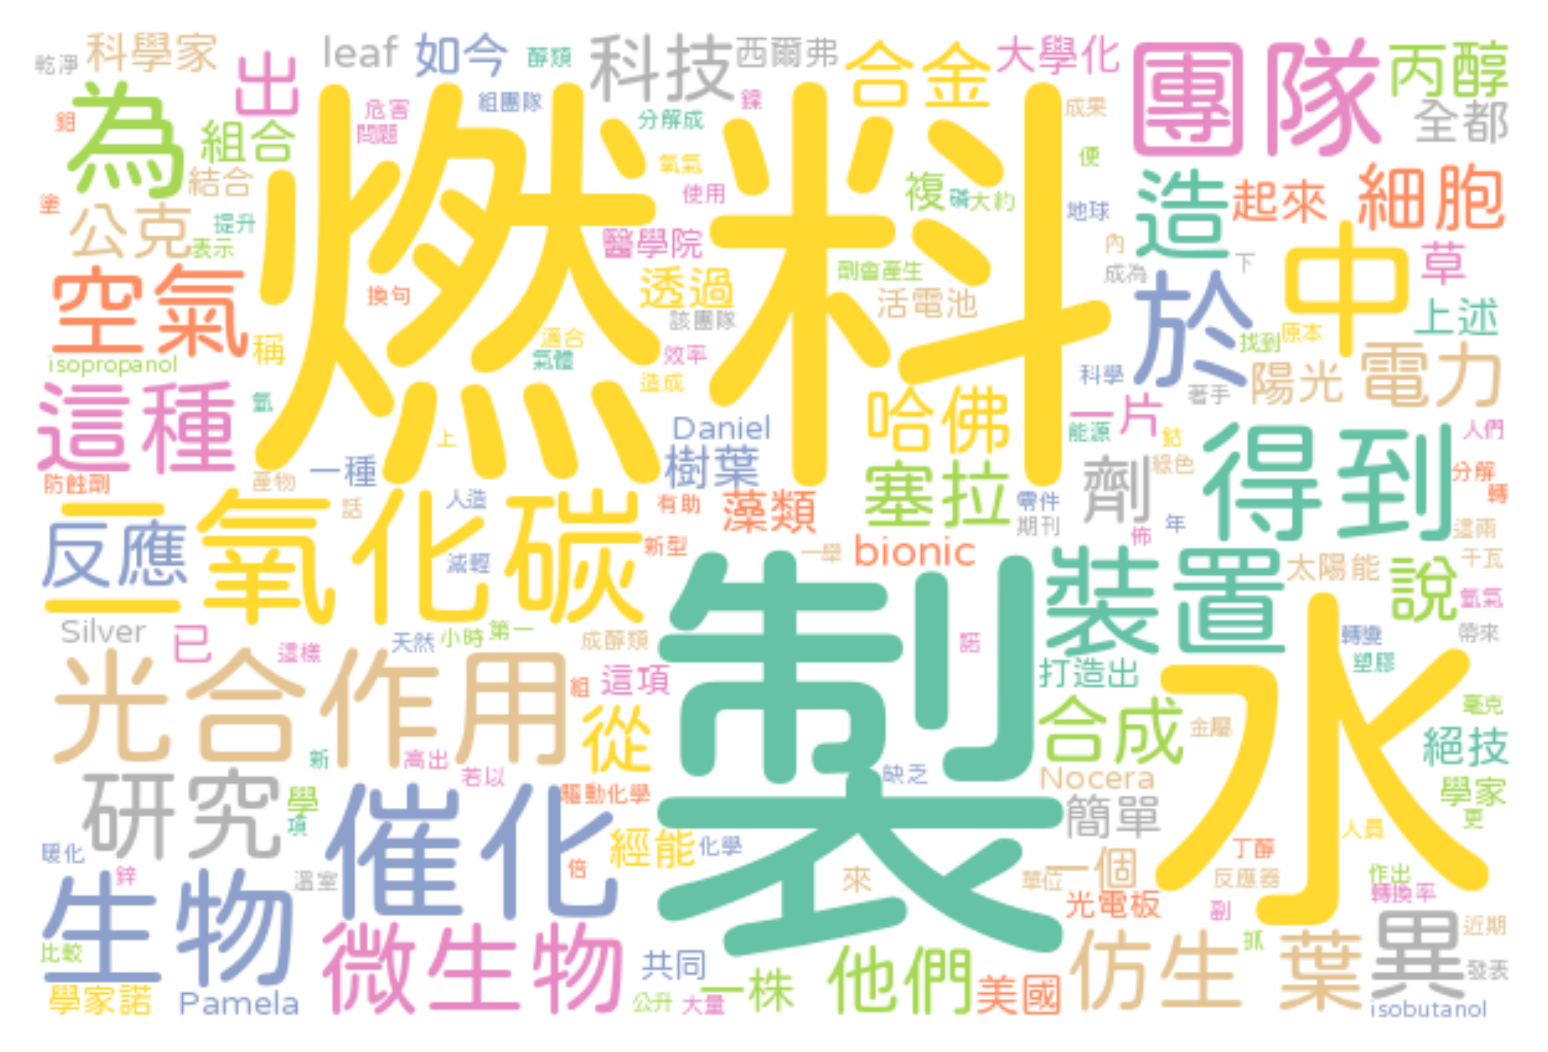 乾淨
科學家
出
leaf
如今
醇類
科技
西爾弗
合金
大學化
團隊
丙醇
全都
鉬
為
組合
危害
問題
組團隊
燃料
分解成
鎳
氧氣
成果
便
塗
結合
公克
提升
表示
使用
複
磷
大約
地球
造
起來
細胞
醫學院
內
成為
下
中
草
空氣
換句
透過
該團隊
副會產生
活電池
於
上述
找到
原本
isopropanol
稱
適合
氣體
效率
造成
科學
著手
陽光
電力
這種
氫
上
Daniel
樹葉
哈佛
一片
能源
鈷
綠色
得到
人們
分解
轉
防蝕劑
產物
一種
話
人造
有助
藻類
塞拉
零件
期刊
劑
佈
年
反應
二氧化碳
減輕
新型
一舉
bionic
裝置
太陽能
說
這兩
千瓦
氫氣
Silver
已
這樣
天然
小時
第一
成醇類
製
諾
水
轉變
塑膠
帶來
光合作用
組
這項
打造出
新
高出
若以
從
合成
金屬
毫克
絕技
研究
學
項
催化
驅動化學
缺乏
Nocera
簡單
學家
更
暖化
鋅
溫室
倍
經能
化學
來
一個
單位
丁醇
人員
反應器
作出
轉換率
生物
光電板
副
抓
異
近期
比較
微生物
共同
一株
他們
美國
仿生
葉
發表
學家諾
Pamela
公升
大量
isobutanol